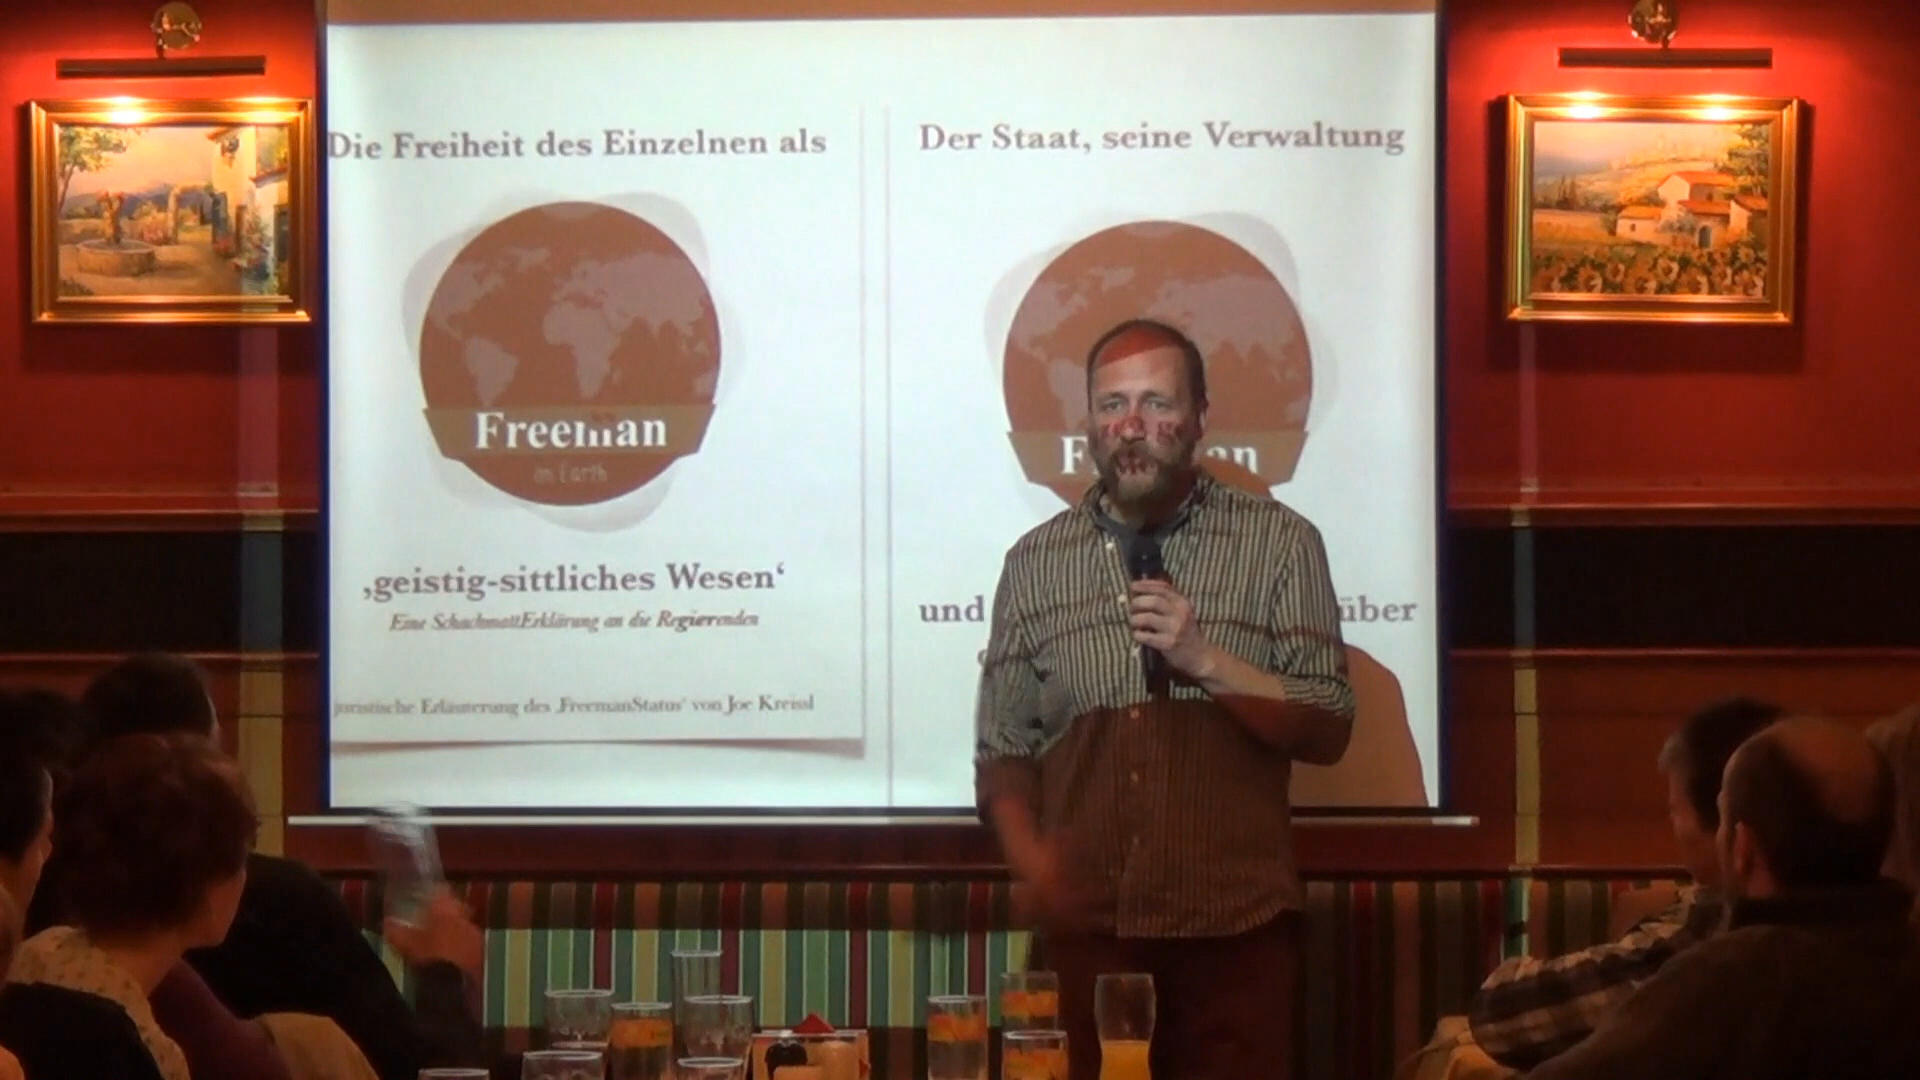 Die Freiheit des Einzelnen als
Freeman
on Earth
‚geistig-sittliches Wesen‘
Eine SchachmattErklärung an die Regierenden
juristische Erläuterung des ‚FreemanStatus‘ von Joe Kreissl
Der Staat, seine Verwaltung
F an
und über